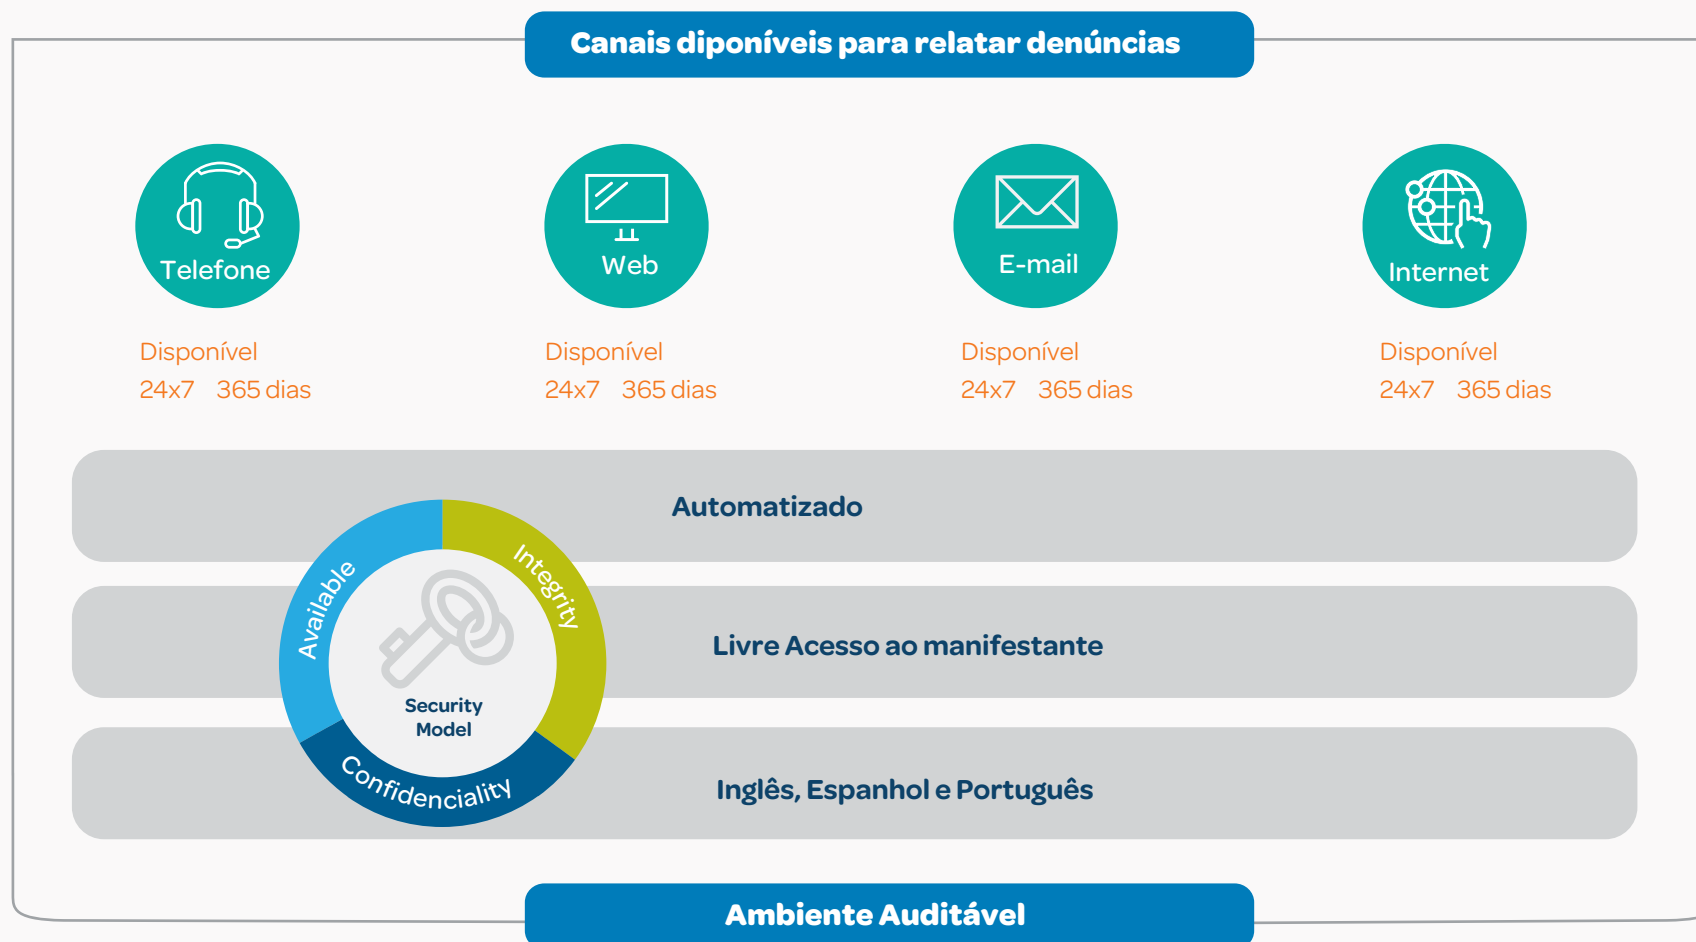 Canais diponíveis para relatar denúncias
Telefone
Web
E-mail
Internet
Disponível
24x7 365 dias
Disponível
24x7 365 dias
Disponível
24x7 365 dias
Disponível
24x7 365 dias
Automatizado
Livre Acesso ao manifestante
Inglês, Espanhol e Português
Available
Integrity
Confidenciality
Security
Model
Ambiente Auditável